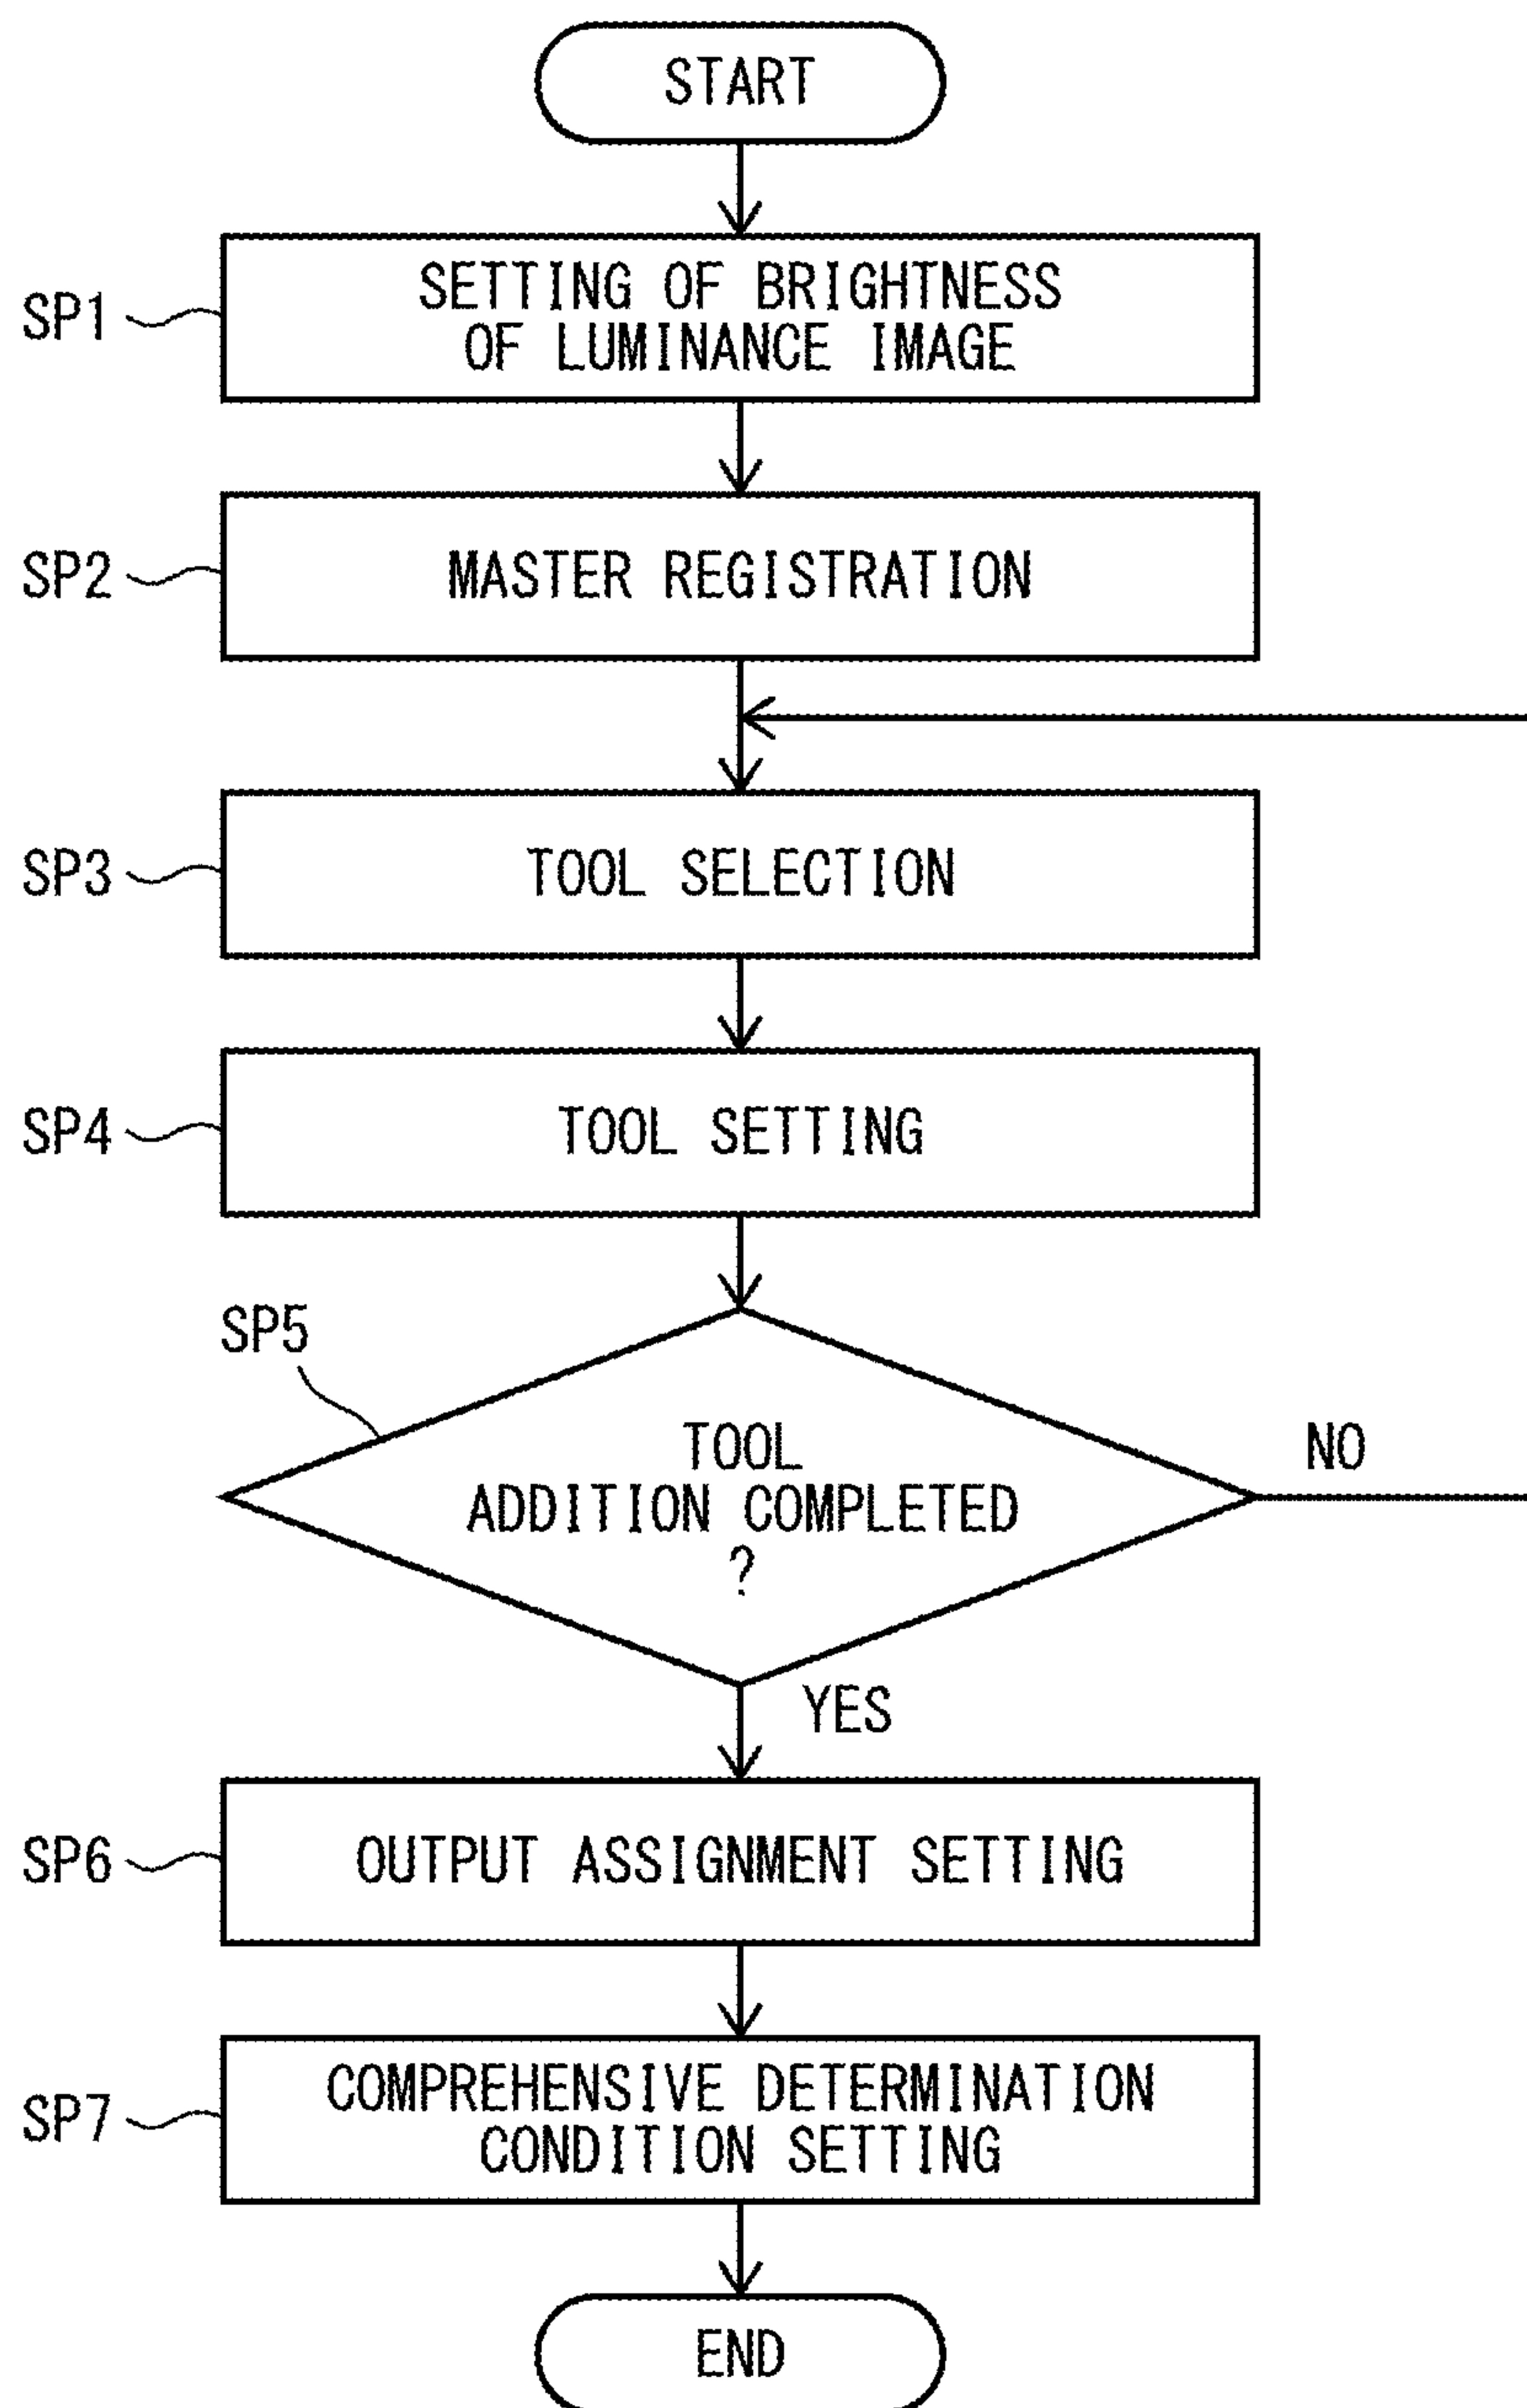 START
SP1
SETTING OF BRIGHTNESS
OF LUMINANCE IMAGE
SP2
MASTER REGISTRATION
SP3
TOOL SELECTION
SP4
TOOL SETTING
SP5
TOOL
ADDITION COMPLETED
?
NO
YES
SP6
OUTPUT ASSIGNMENT SETTING
SP7
COMPREHENSIVE DETERMINATION
CONDITION SETTING
END